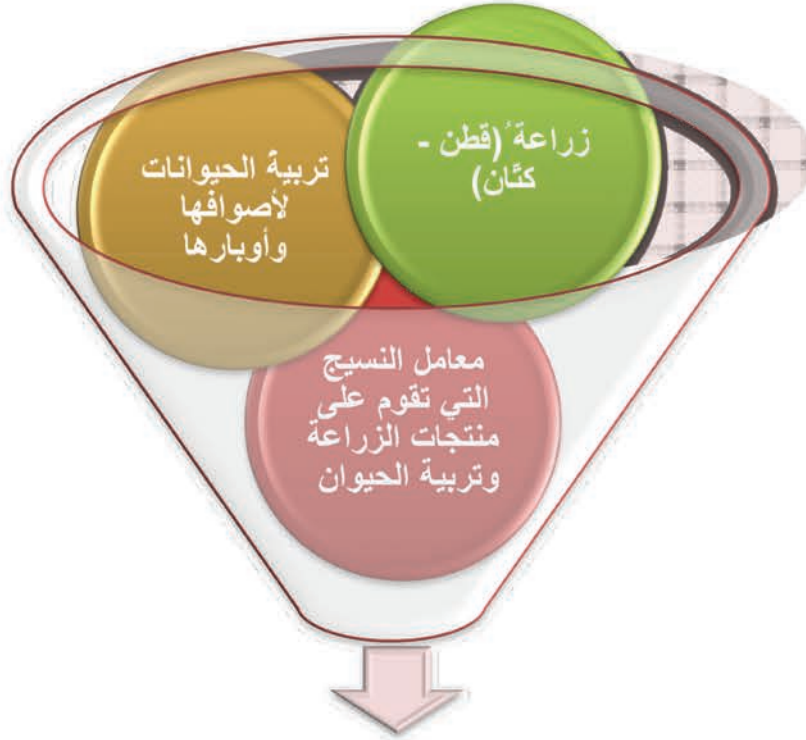 زراعةُ (قطن -
كتَّان)
تربية الحيوانات
لأصوافها
وأوبارها
معامل النسيج
التي تقوم على
منتجات الزراعة
وتربية الحيوان